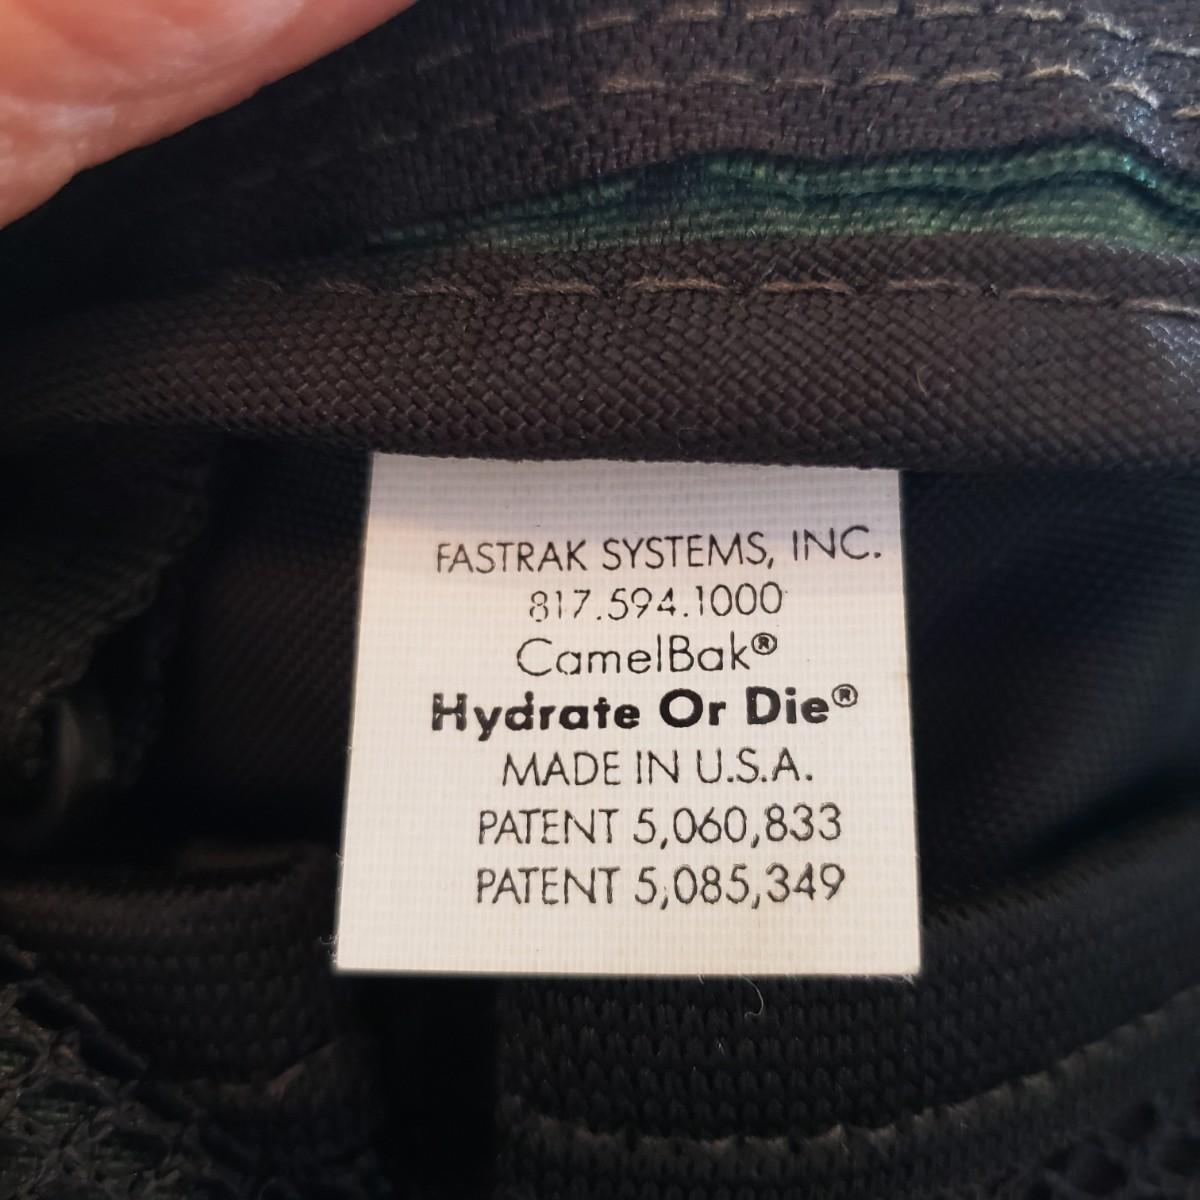 FASTRAK SYSTEMS, INC.
817.594.1000
CamelBak®
Hydrate Or Die®
MADE IN U.S.A.
PATENT 5,060,833
PATENT 5,085,349